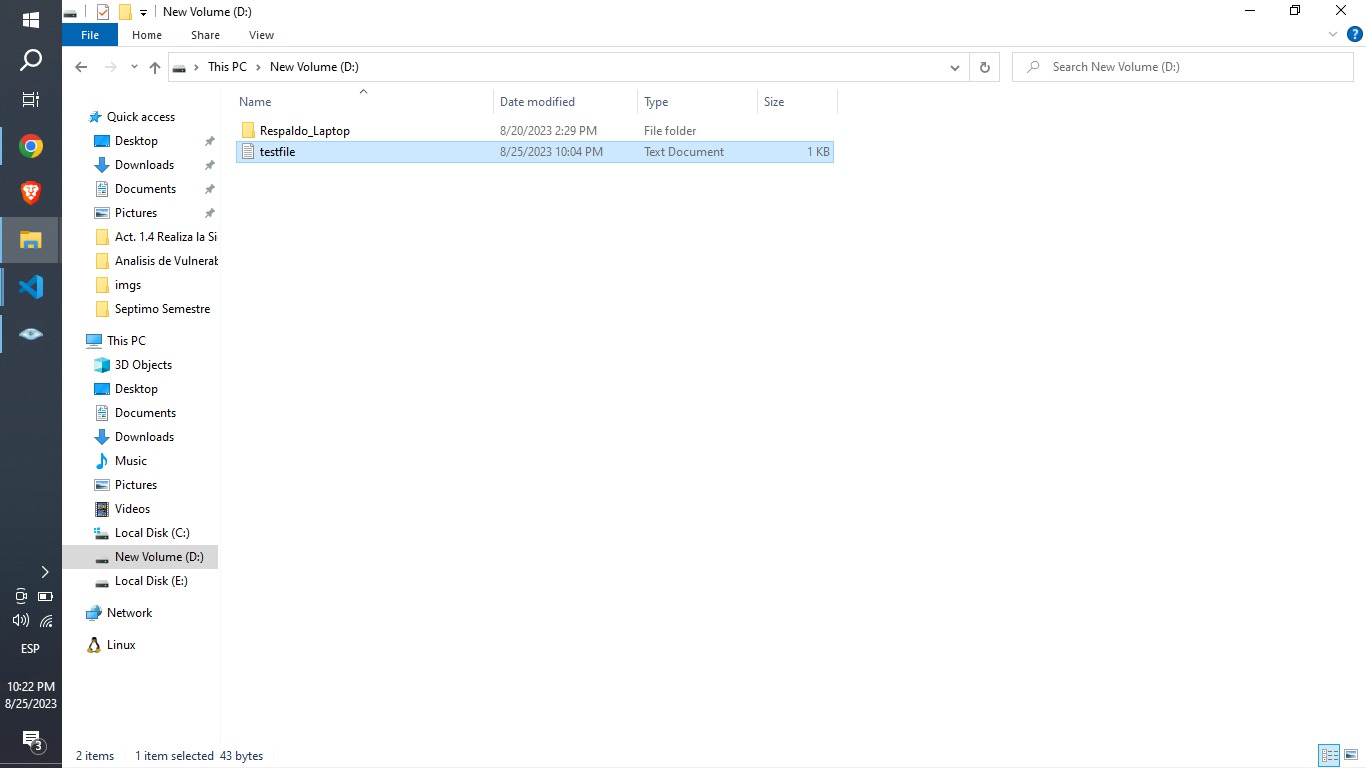 New Volume (D:)
File Home Share View
This PC New Volume (D:) Search New Volume (D:)
Name Date modified Type Size
Respaldo_Laptop 8/20/2023 2:29 PM File folder
testfile 8/25/2023 10:04 PM Text Document 1 KB
Quick access
Desktop
Downloads
Documents
Pictures
Act. 1.4 Realiza la Si
Analisis de Vulnerab
imgs
Septimo Semestre
This PC
3D Objects
Desktop
Documents
Downloads
Music
Pictures
Videos
Local Disk (C:)
New Volume (D:)
Local Disk (E:)
Network
Linux
ESP
10:22 PM
8/25/2023
3
2 items 1 item selected 43 bytes